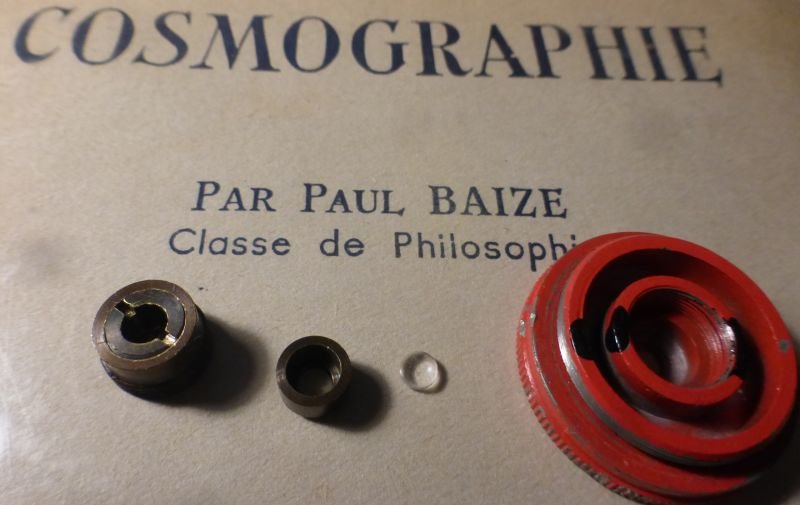 COSMOGRAPHIE
PAR PAUL BAIZE
Classe de Philosophi